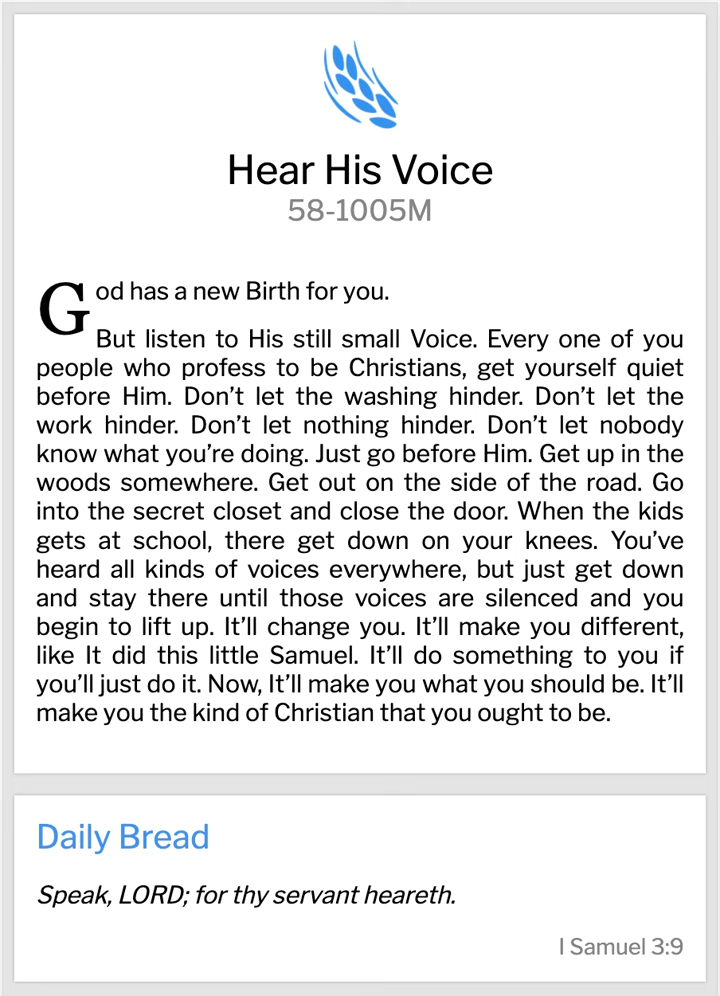 Hear His Voice
58-1005M
God has a new Birth for you.
But listen to His still small Voice. Every one of you
people who profess to be Christians, get yourself quiet
before Him. Don’t let the washing hinder. Don’t let the
work hinder. Don’t let nothing hinder. Don’t let nobody
know what you’re doing. Just go before Him. Get up in the
woods somewhere. Get out on the side of the road. Go
into the secret closet and close the door. When the kids
gets at school, there get down on your knees. You’ve
heard all kinds of voices everywhere, but just get down
and stay there until those voices are silenced and you
begin to lift up. It’ll change you. It’ll make you different,
like It did this little Samuel. It’ll do something to you if
you’ll just do it. Now, It’ll make you what you should be. It’ll
make you the kind of Christian that you ought to be.
Daily Bread
Speak, LORD; for thy servant heareth.
I Samuel 3:9